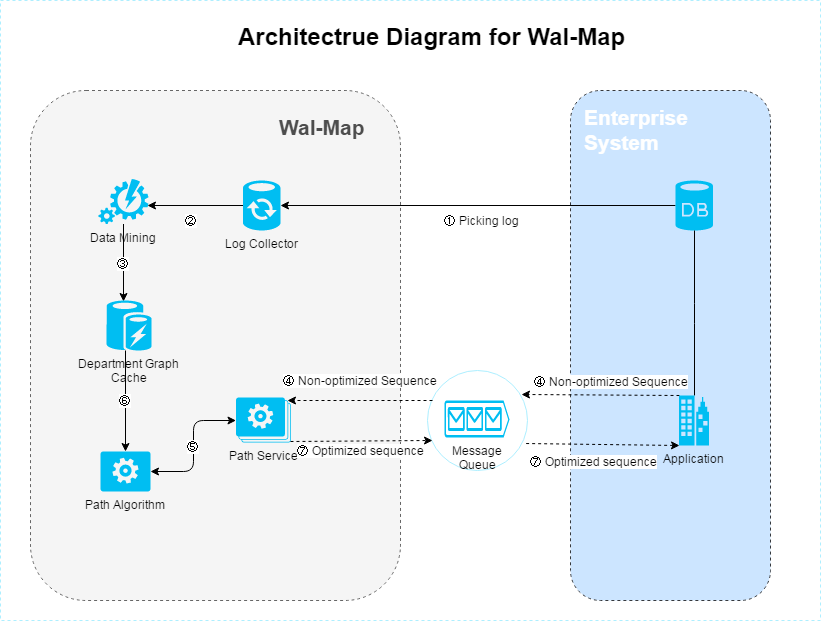 Architectrue Diagram for Wal-Map
Wal-Map
Enterprise
System
DB
① Picking log
②
Data Mining
Log Collector
③
Department Graph
Cache
④ Non-optimized Sequence
④ Non-optimized Sequence
⑥
⑤
Path Service
⑦ Optimized sequence
Message
Queue
⑦ Optimized sequence
Application
Path Algorithm